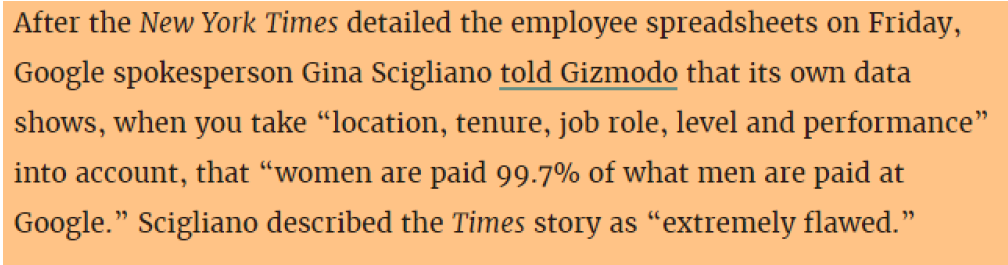 After the New York Times detailed the employee spreadsheets on Friday,
Google spokesperson Gina Scigliano told Gizmodo that its own data
shows, when you take “location, tenure, job role, level and performance”
into account, that “women are paid 99.7% of what men are paid at
Google.” Scigliano described the Times story as “extremely flawed.”